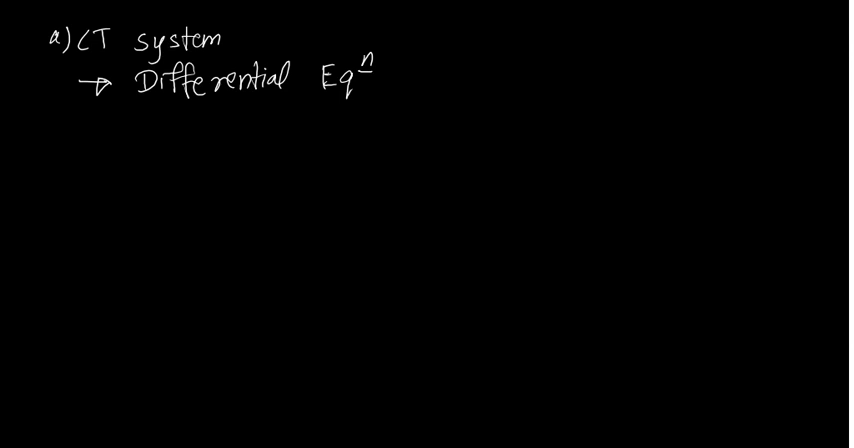 a) CT system
→ Differential Eqⁿ